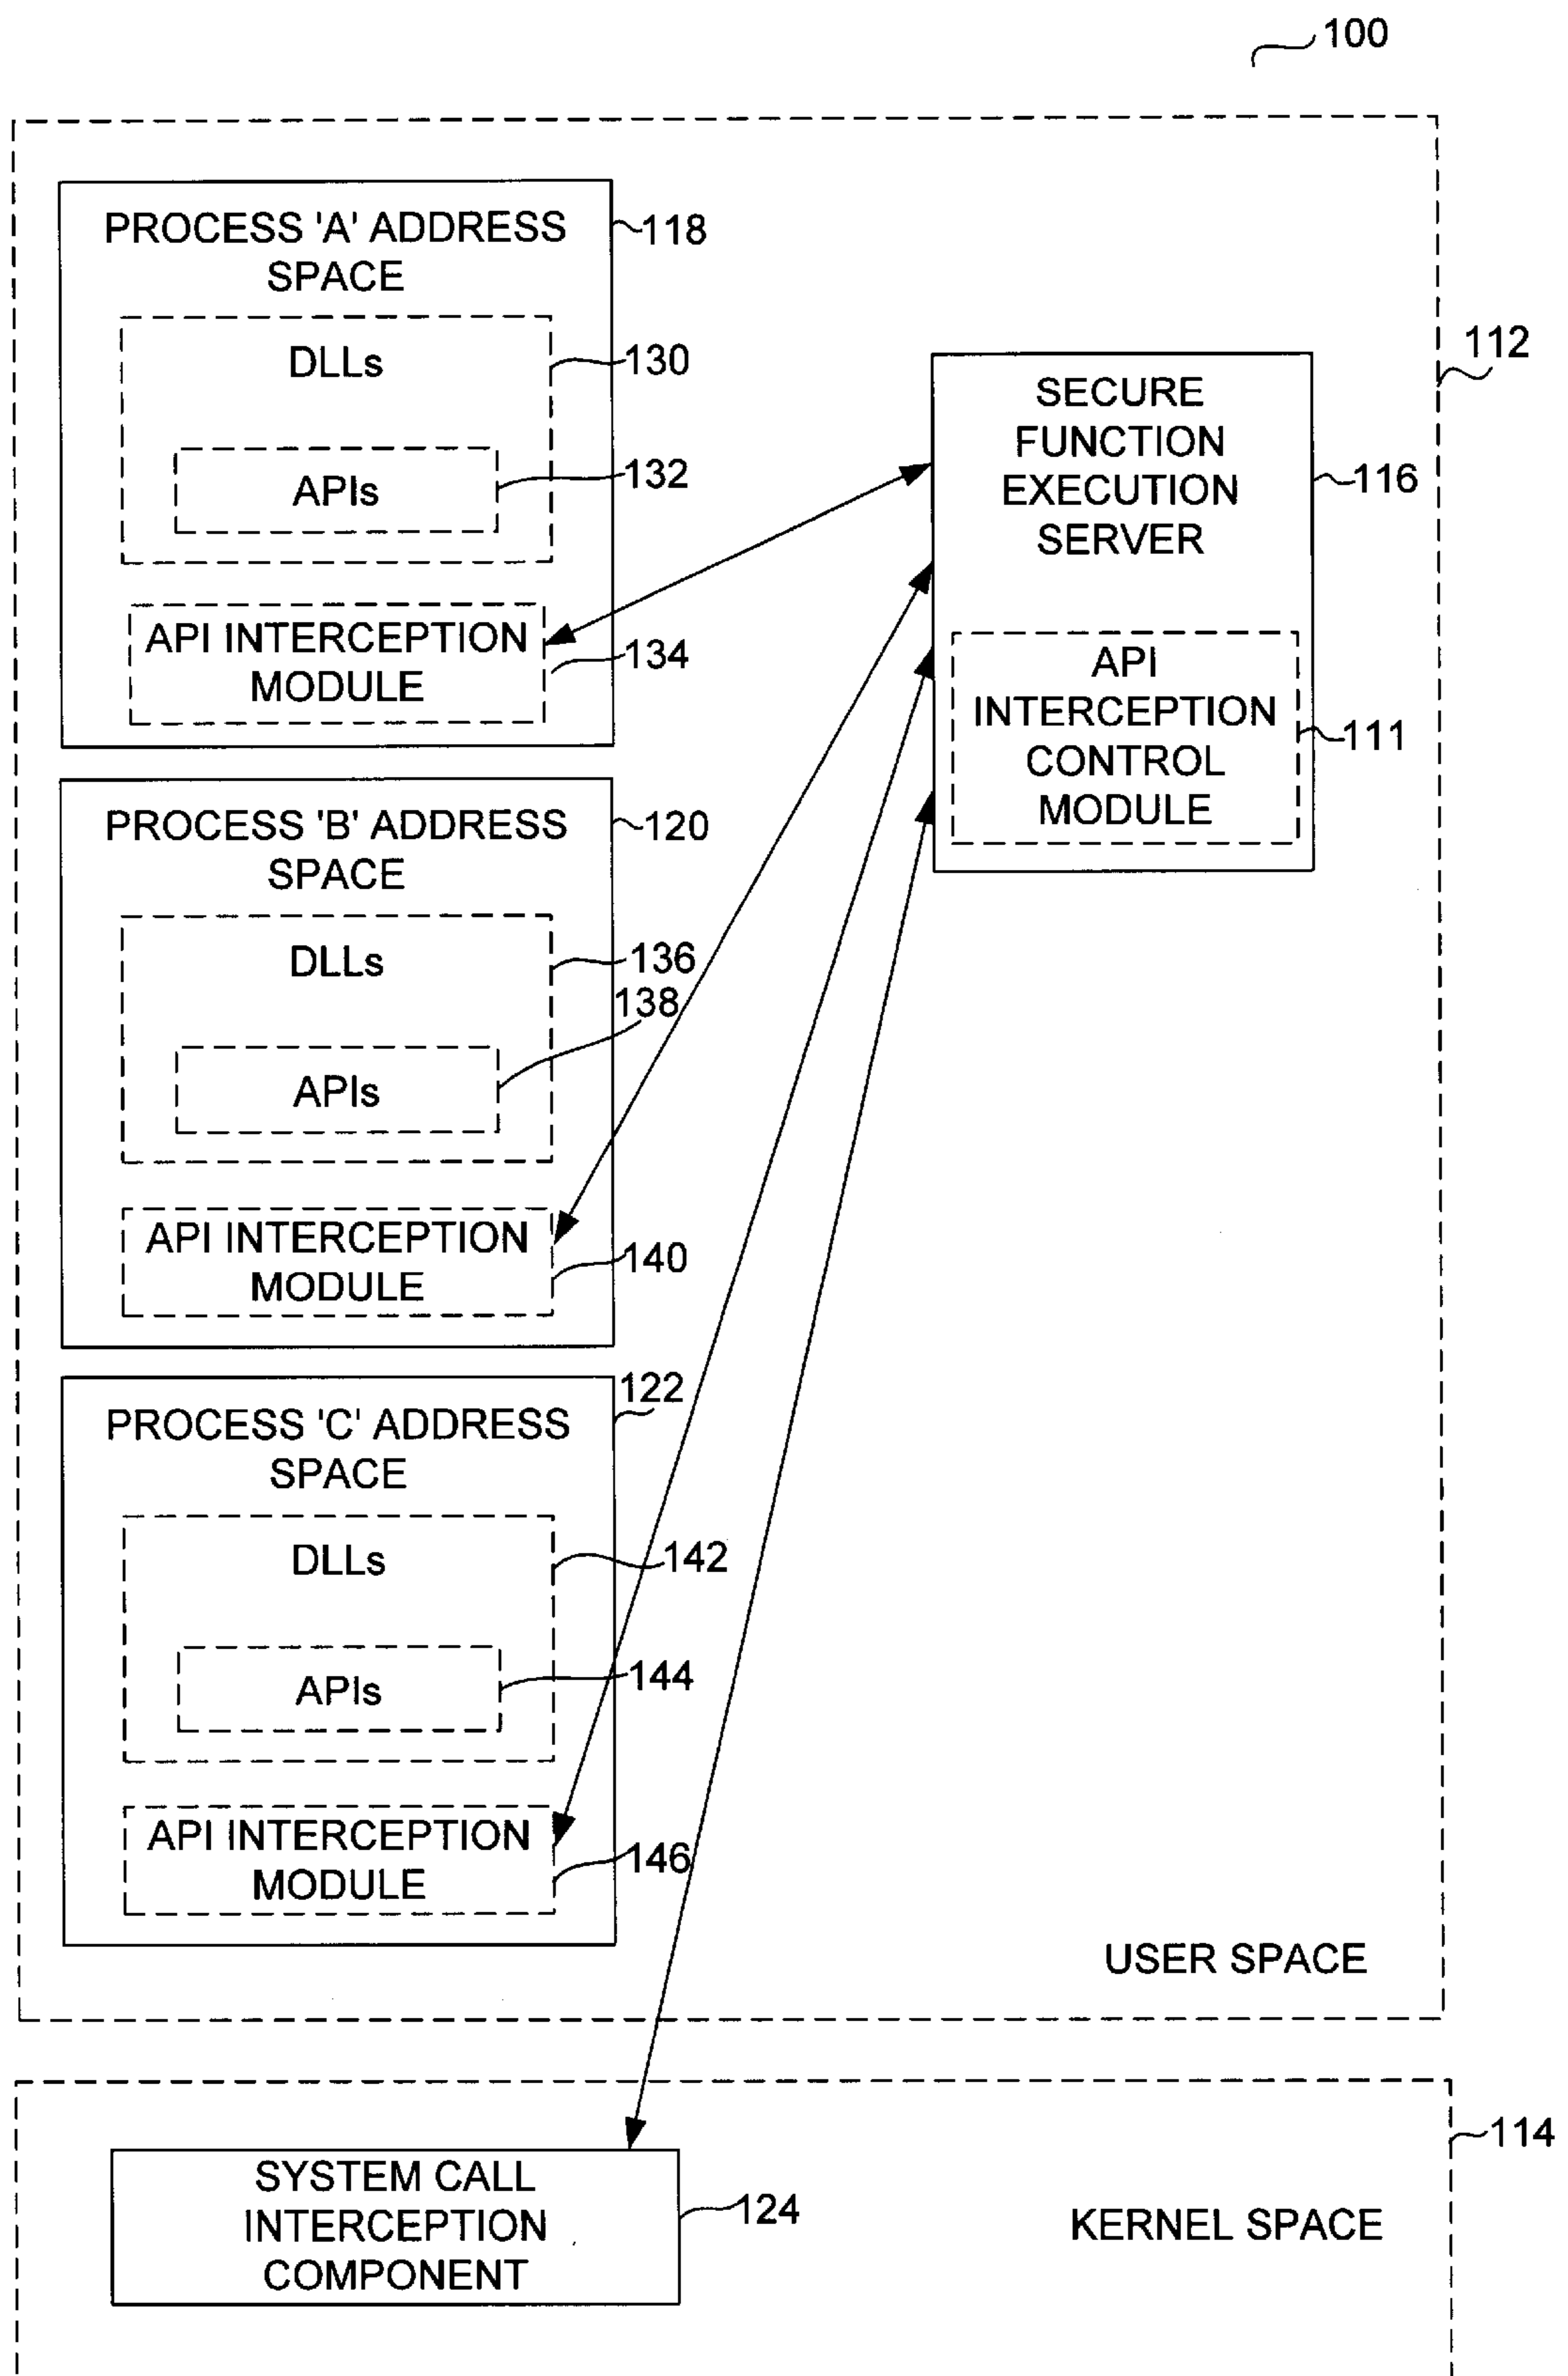 100
PROCESS 'A' ADDRESS
SPACE
118
DLLs
130
APIs
132
API INTERCEPTION
MODULE
134
SECURE
FUNCTION
EXECUTION
SERVER
116
112
API
INTERCEPTION
CONTROL
MODULE
111
PROCESS 'B' ADDRESS
SPACE
120
DLLs
136
138
APIs
API INTERCEPTION
MODULE
140
PROCESS 'C' ADDRESS
SPACE
122
DLLs
142
APIs
144
API INTERCEPTION
MODULE
146
USER SPACE
114
SYSTEM CALL
INTERCEPTION
COMPONENT
124
KERNEL SPACE